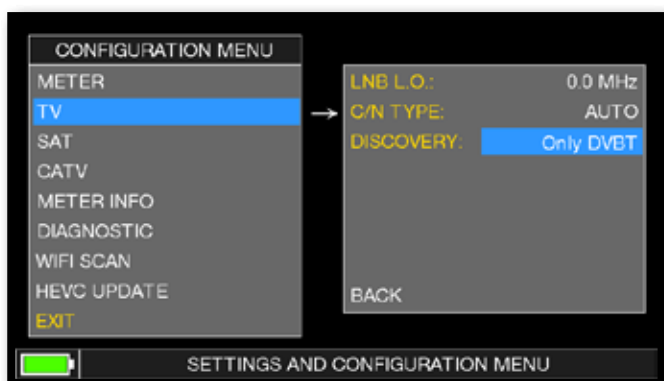 CONFIGURATION MENU
METER
TV
SAT
CATV
METER INFO
DIAGNOSTIC
WIFI SCAN
HEVC UPDATE
EXIT
→ LNB L.O.: 0.0 MHz
C/N TYPE: AUTO
DISCOVERY: Only DVBT
BACK
SETTINGS AND CONFIGURATION MENU